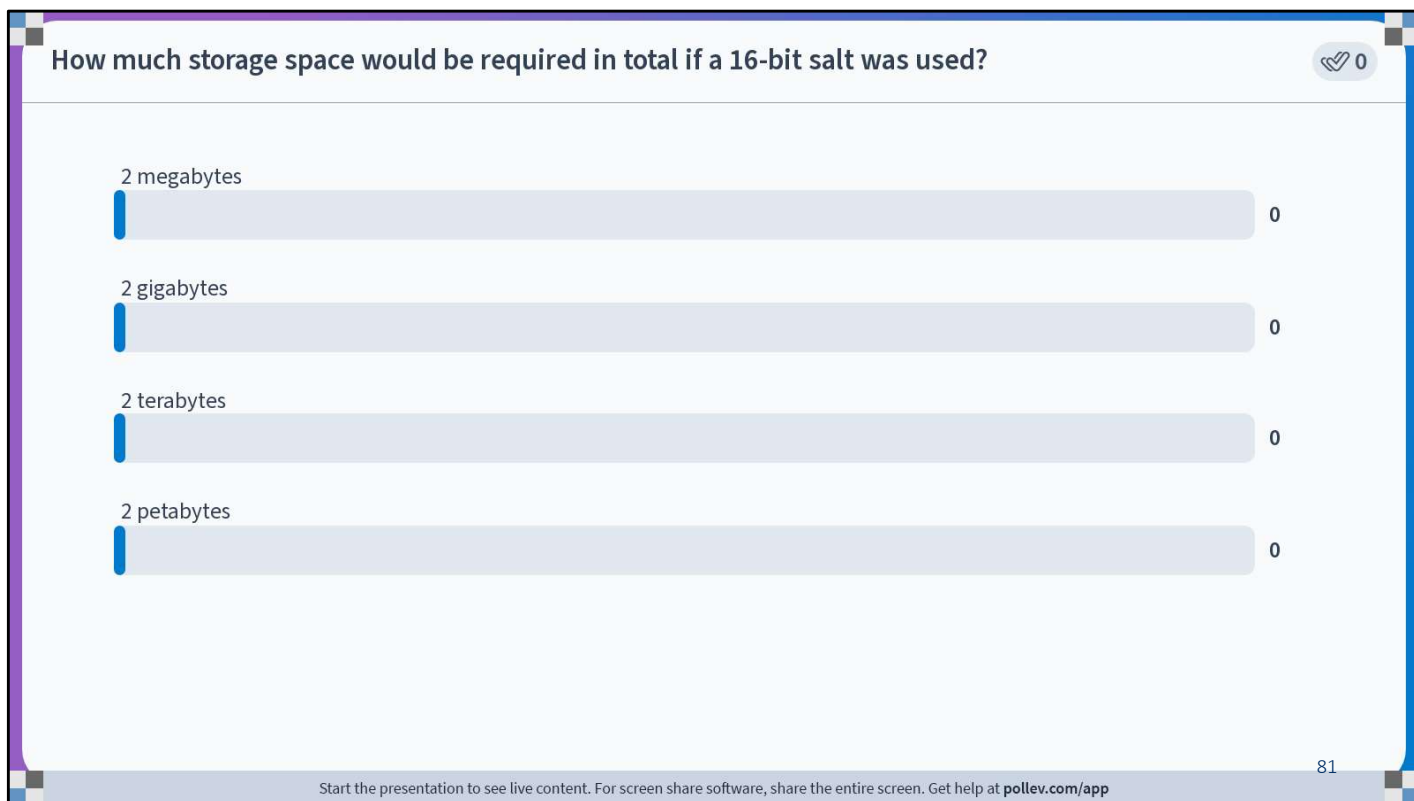 How much storage space would be required in total if a 16-bit salt was used?
0
2 megabytes
0
2 gigabytes
0
2 terabytes
0
2 petabytes
0
81
Start the presentation to see live content. For screen share software, share the entire screen. Get help at pollev.com/app